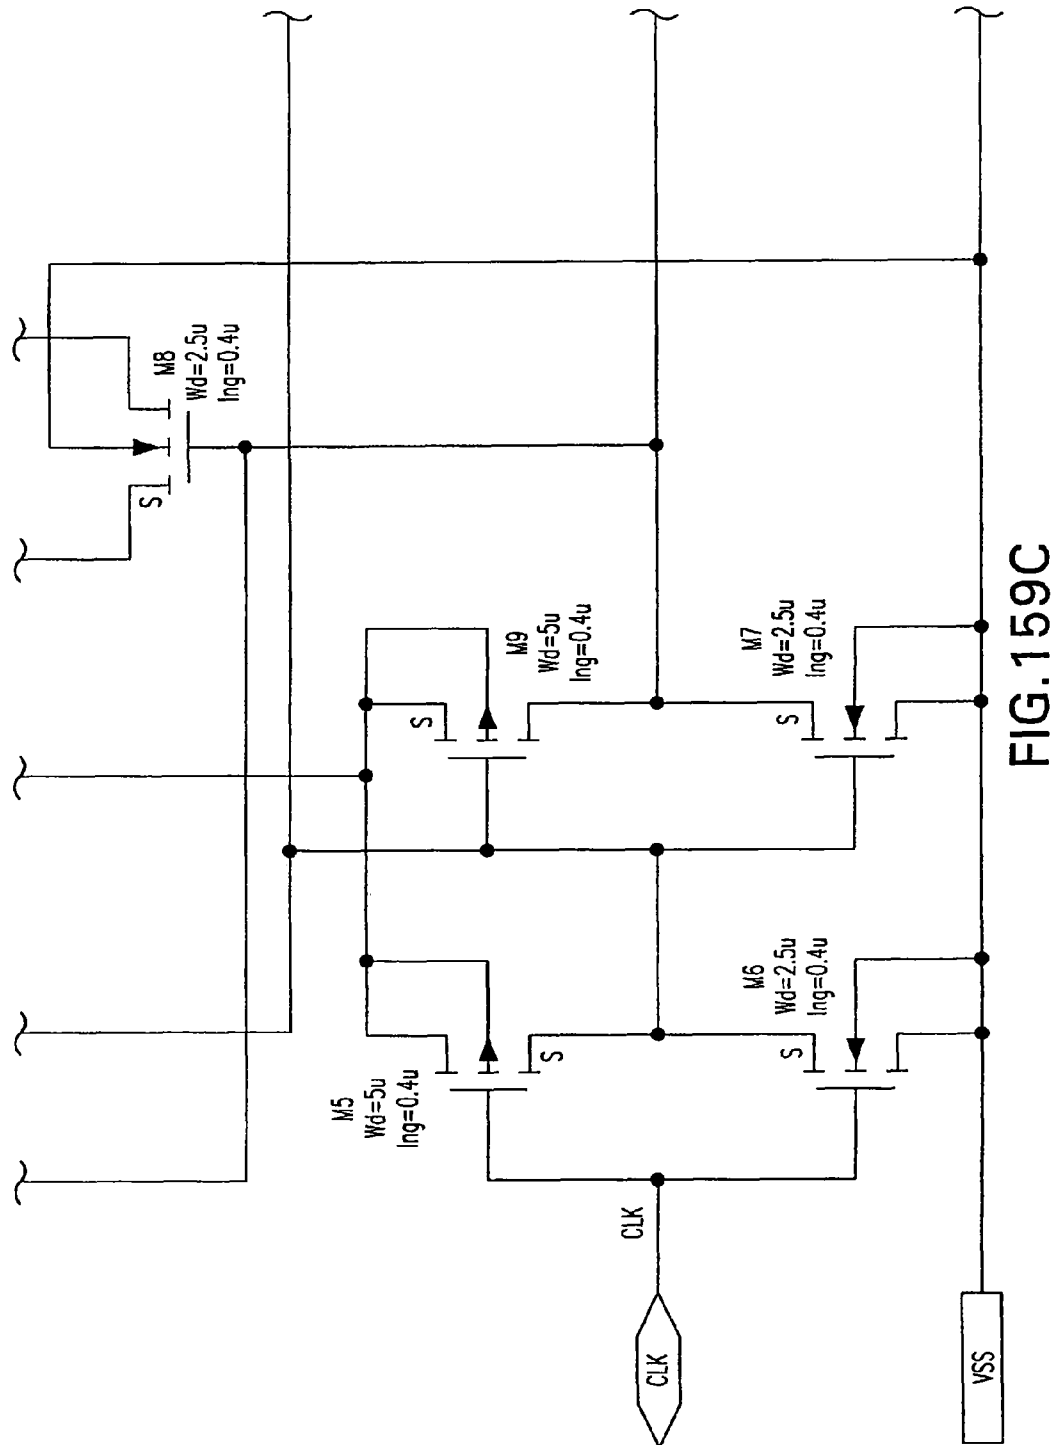 M8
Wd=2.5u
lng=0.4u
S
M5
Wd=5u
lng=0.4u
S
M9
Wd=5u
lng=0.4u
S
M6
Wd=2.5u
lng=0.4u
S
M7
Wd=2.5u
lng=0.4u
S
CLK
CLK
VSS
FIG.159C